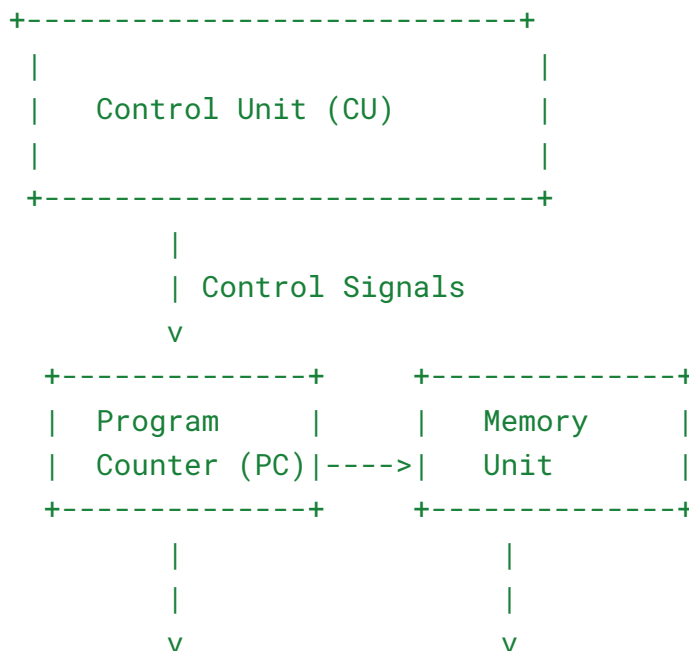 +----------------------------+
|                             |
|   Control Unit (CU)         |
|                             |
+----------------------------+
|
| Control Signals
v
+--------------+     +--------------+
|  Program     |     |   Memory     |
|  Counter (PC)|---->|   Unit       |
+--------------+     +--------------+
|                  |
|                  |
v                  v